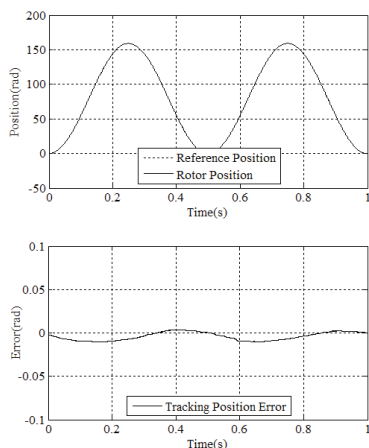 200
150
100
50
0
-50
Position(rad)
Reference Position
Rotor Position
0 0.2 0.4 0.6 0.8 1
Time(s)
0.1
0.05
0
-0.05
-0.1
Error(rad)
Tracking Position Error
0 0.2 0.4 0.6 0.8 1
Time(s)